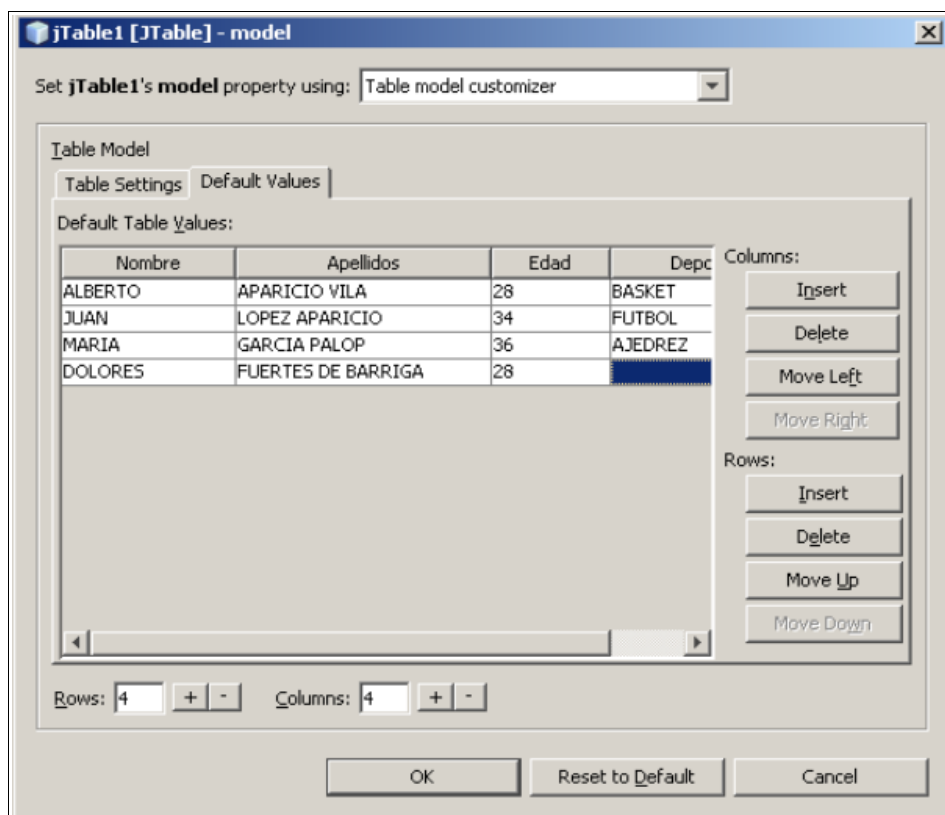 jTable1 [JTable] - model
Set jTable1's model property using: Table model customizer
Table Model
Table Settings Default Values
Default Table Values:
Nombre Apellidos Edad Depo
ALBERTO APARICIO VILA 28 BASKET
JUAN LOPEZ APARICIO 34 FUTBOL
MARIA GARCIA PALOP 36 AJEDREZ
DOLORES FUERTES DE BARRIGA 28
Columns:
Insert
Delete
Move Left
Move Right
Rows:
Insert
Delete
Move Up
Move Down
Rows: 4 + - Columns: 4 + -
OK Reset to Default Cancel